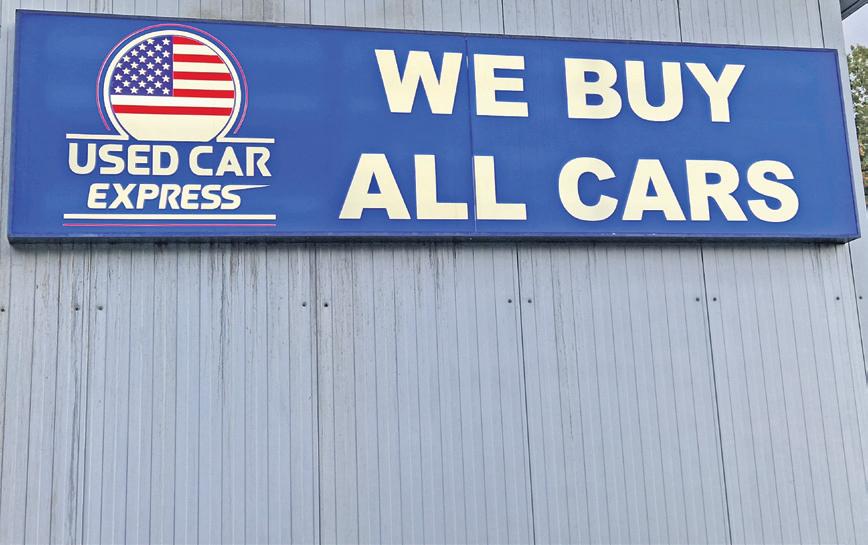 USED CAR
EXPRESS
WE BUY
ALL CARS